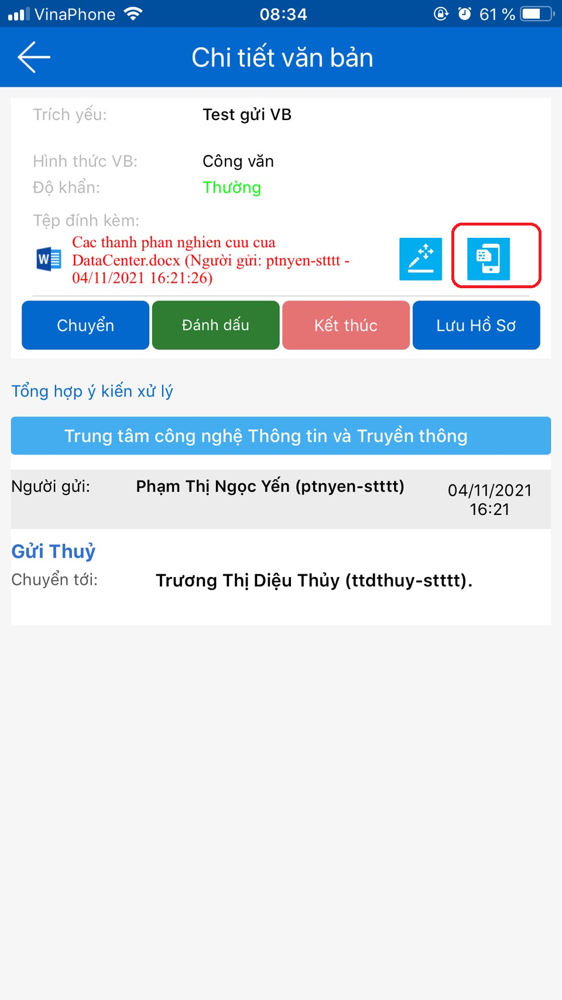 VinaPhone 08:34 61 %
Chi tiết văn bản
Trích yếu: Test gửi VB
Hình thức VB: Công văn
Độ khẩn: Thường
Tệp đính kèm:
W
Cac thanh phan nghien cuu cua
DataCenter.docx (Người gửi: ptnyen-stttt -
04/11/2021 16:21:26)
Chuyển Đánh dấu Kết thúc Lưu Hồ Sơ
Tổng hợp ý kiến xử lý
Trung tâm công nghệ Thông tin và Truyền thông
Người gửi: Phạm Thị Ngọc Yến (ptnyen-stttt) 04/11/2021
16:21
Gửi Thuỷ
Chuyển tới: Trương Thị Diệu Thủy (ttdthuy-stttt).